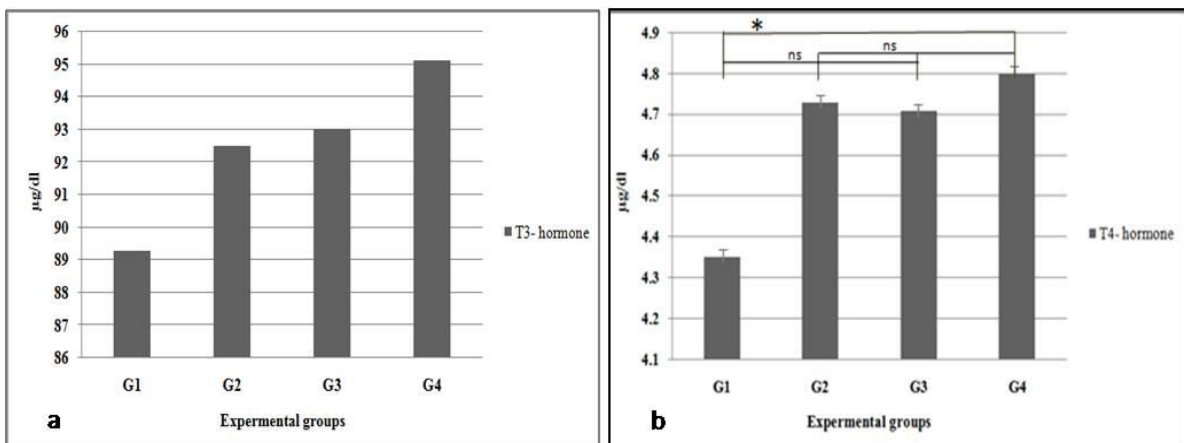 96
95
94
93
92
91
90
89
88
87
86
µg/dl
G1 G2 G3 G4
Expermental groups
T3- hormone
a
*
ns
ns
4.9
4.8
4.7
4.6
4.5
4.4
4.3
4.2
4.1
µg/dl
G1 G2 G3 G4
Expermental groups
T4- hormone
b